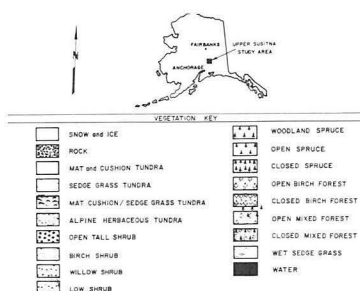 FAIRBANKS
UPPER SUSITNA
STUDY AREA
ANCHORAGE
VEGETATION KEY
SNOW and ICE
ROCK
MAT and CUSHION TUNDRA
SEDGE GRASS TUNDRA
MAT CUSHION/SEDGE GRASS TUNDRA
ALPINE HERBACEOUS TUNDRA
OPEN TALL SHRUB
BIRCH SHRUB
WILLOW SHRUB
LOW SHRUB
WOODLAND SPRUCE
OPEN SPRUCE
CLOSED SPRUCE
OPEN BIRCH FOREST
CLOSED BIRCH FOREST
OPEN MIXED FOREST
CLOSED MIXED FOREST
WET SEDGE GRASS
WATER